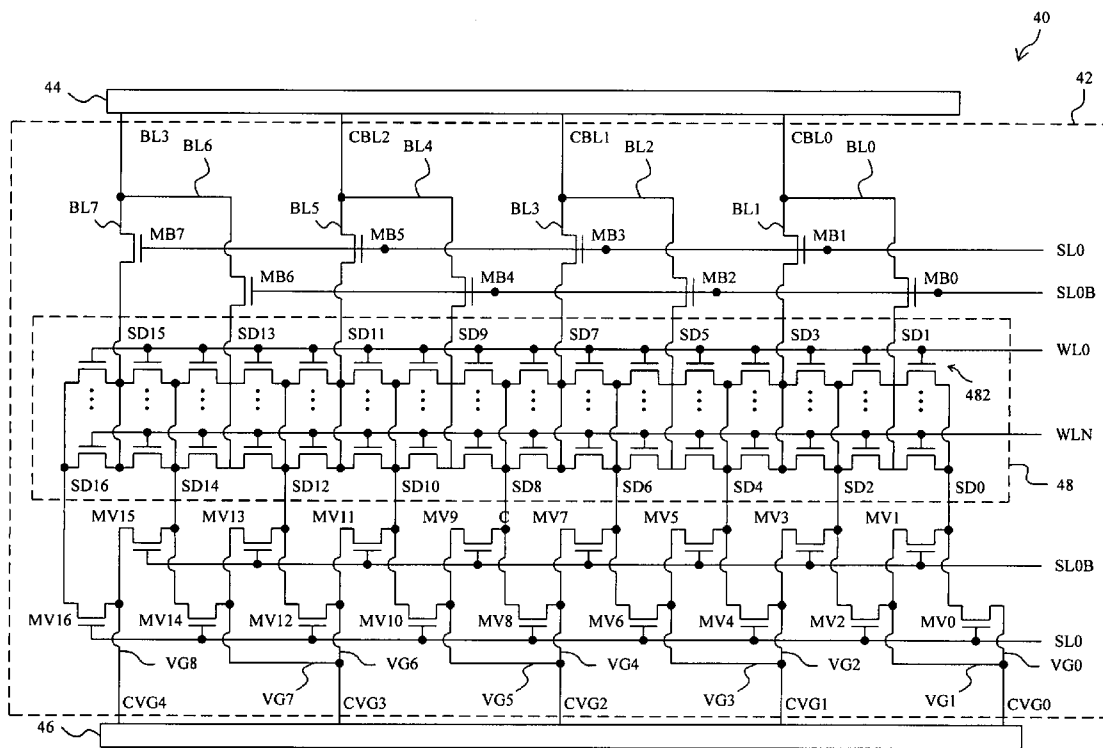 40
44
42
BL3 CBL2 CBL1 CBL0
BL6 BL4 BL2 BL0
BL7 BL5 BL3 BL1
MB7 MB5 MB3 MB1 SL0
MB6 MB4 MB2 MB0 SL0B
SD15 SD13 SD11 SD9 SD7 SD5 SD3 SD1 WL0
482
WLN
SD16 SD14 SD12 SD10 SD8 SD6 SD4 SD2 SD0 48
MV15 MV13 MV11 MV9 C MV7 MV5 MV3 MV1
SL0B
MV16 MV14 MV12 MV10 MV8 MV6 MV4 MV2 MV0
SL0
VG8 VG6 VG4 VG2 VG0
VG7 VG5 VG3 VG1
CVG4 CVG3 CVG2 CVG1 CVG0
46